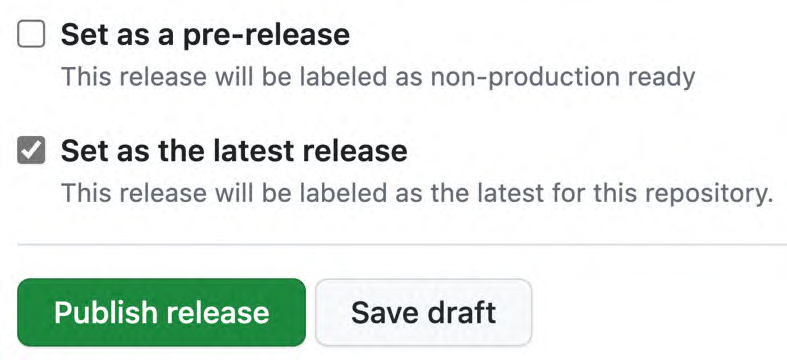 Set as a pre-release
This release will be labeled as non-production ready
Set as the latest release
This release will be labeled as the latest for this repository.
Publish release Save draft